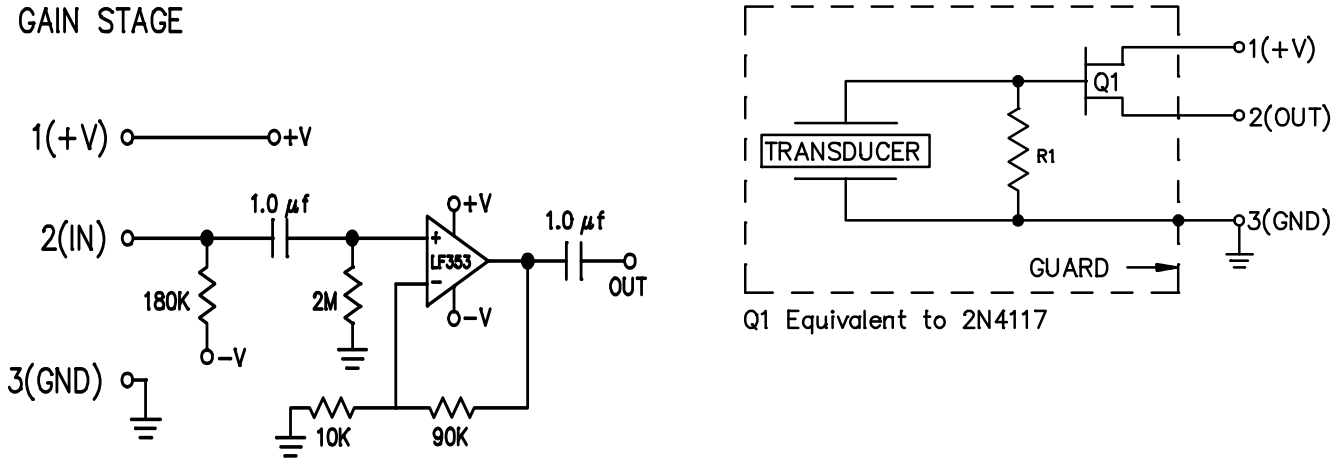 GAIN STAGE
1(+V)
+V
2(IN)
1.0 μf
180K
-V
2M
+V
+
LF353
-
-V
1.0 μf
OUT
3(GND)
10K
90K
1(+V)
Q1
2(OUT)
TRANSDUCER
R1
3(GND)
GUARD
Q1 Equivalent to 2N4117